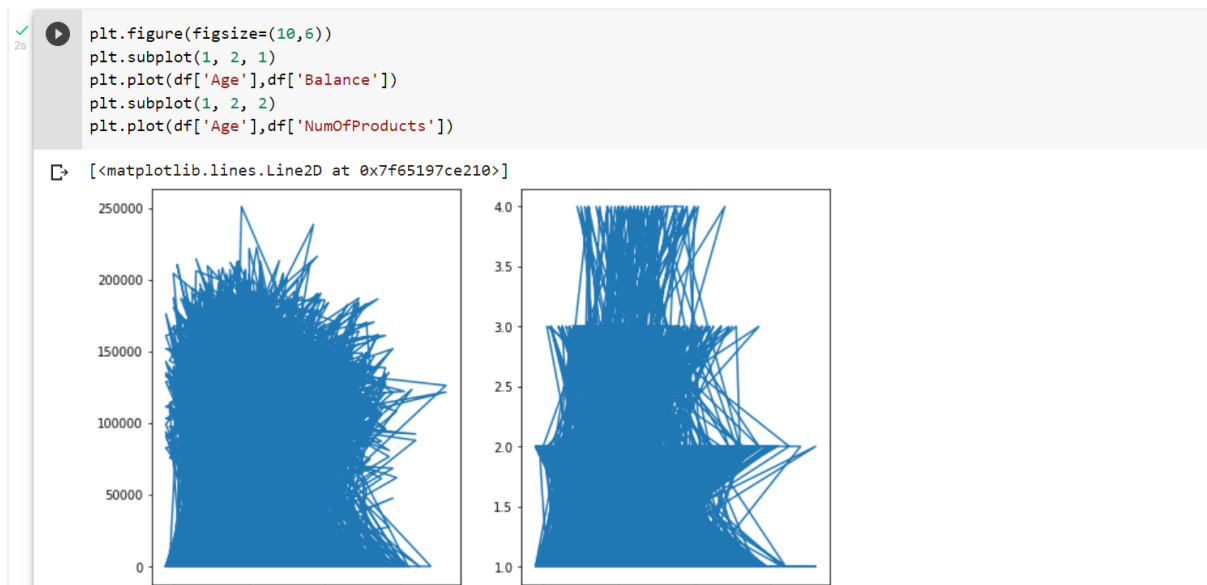 plt.figure(figsize=(10,6))
2s
plt.subplot(1, 2, 1)
plt.plot(df['Age'],df['Balance'])
plt.subplot(1, 2, 2)
plt.plot(df['Age'],df['NumOfProducts'])
[<matplotlib.lines.Line2D at 0x7f65197ce210>]
250000
200000
150000
100000
50000
0
4.0
3.5
3.0
2.5
2.0
1.5
1.0